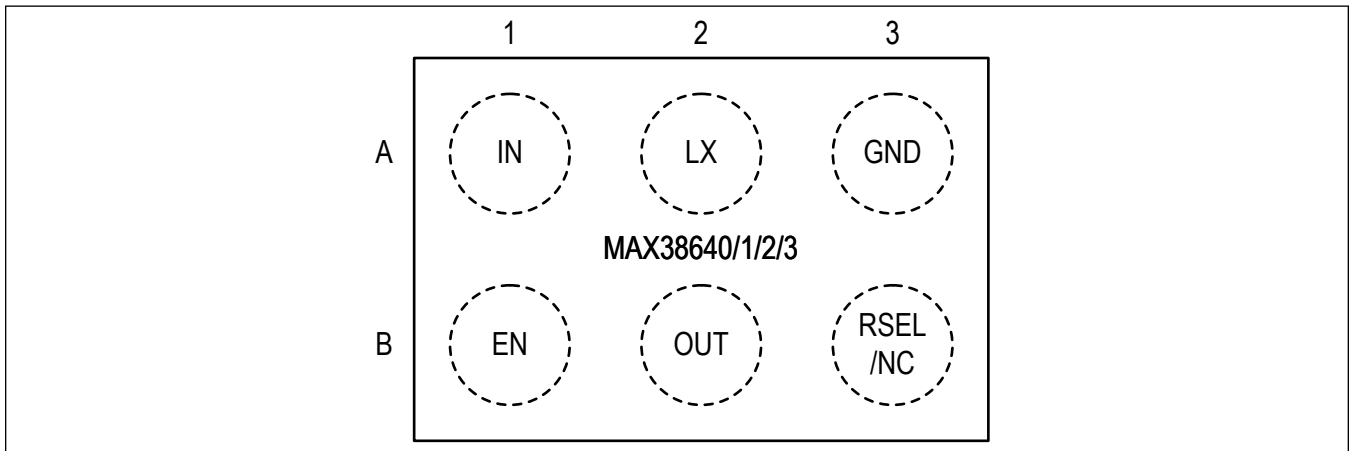 1 2 3
A IN LX GND
MAX38640/1/2/3
B EN OUT RSEL
/NC